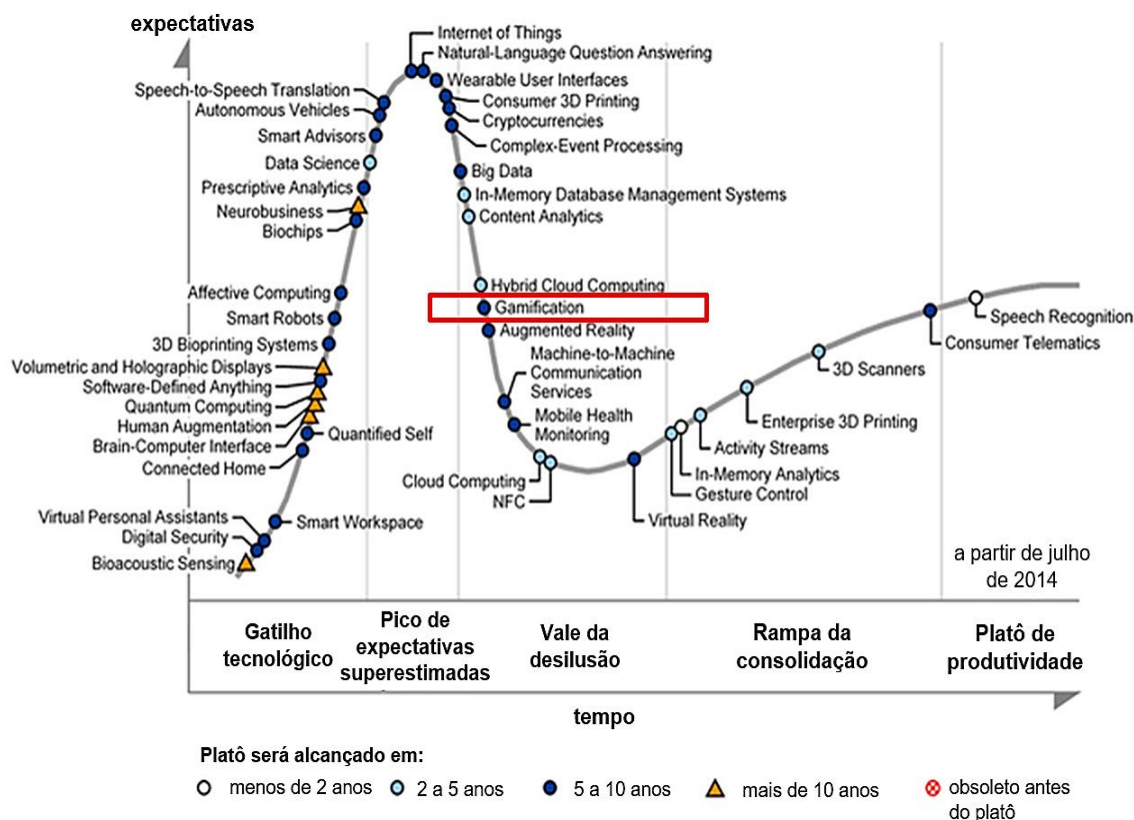 expectativas
Internet of Things
Natural-Language Question Answering
Wearable User Interfaces
Consumer 3D Printing
Cryptocurrencies
Complex-Event Processing
Big Data
In-Memory Database Management Systems
Content Analytics
Hybrid Cloud Computing
Gamification
Augmented Reality
Machine-to-Machine
Communication
Services
Mobile Health
Monitoring
Speech-to-Speech Translation
Autonomous Vehicles
Smart Advisors
Data Science
Prescriptive Analytics
Neurobusiness
Biochips
Affective Computing
Smart Robots
3D Bioprinting Systems
Volumetric and Holographic Displays
Software-Defined Anything
Quantum Computing
Human Augmentation
Brain-Computer Interface
Quantified Self
Connected Home
Virtual Personal Assistants
Smart Workspace
Digital Security
Bioacoustic Sensing
Cloud Computing
NFC
Virtual Reality
Gesture Control
In-Memory Analytics
Activity Streams
Enterprise 3D Printing
3D Scanners
Consumer Telematics
Speech Recognition
a partir de julho
de 2014
Gatilho
tecnológico
Pico de
expectativas
superestimadas
Vale da
desilusão
Rampa da
consolidação
Platô de
produtividade
tempo
Platô será alcançado em:
menos de 2 anos
2 a 5 anos
5 a 10 anos
mais de 10 anos
obsoleto antes
do platô